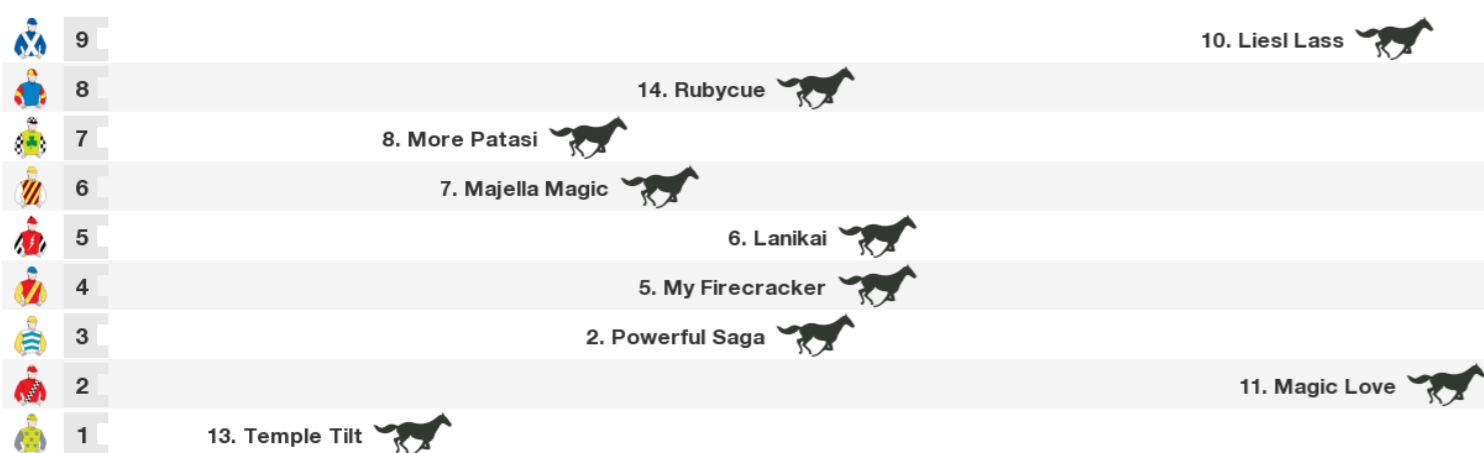 9 10. Liesl Lass
8 14. Rubycue
7 8. More Patasi
6 7. Majella Magic
5 6. Lanikai
4 5. My Firecracker
3 2. Powerful Saga
2 11. Magic Love
1 13. Temple Tilt